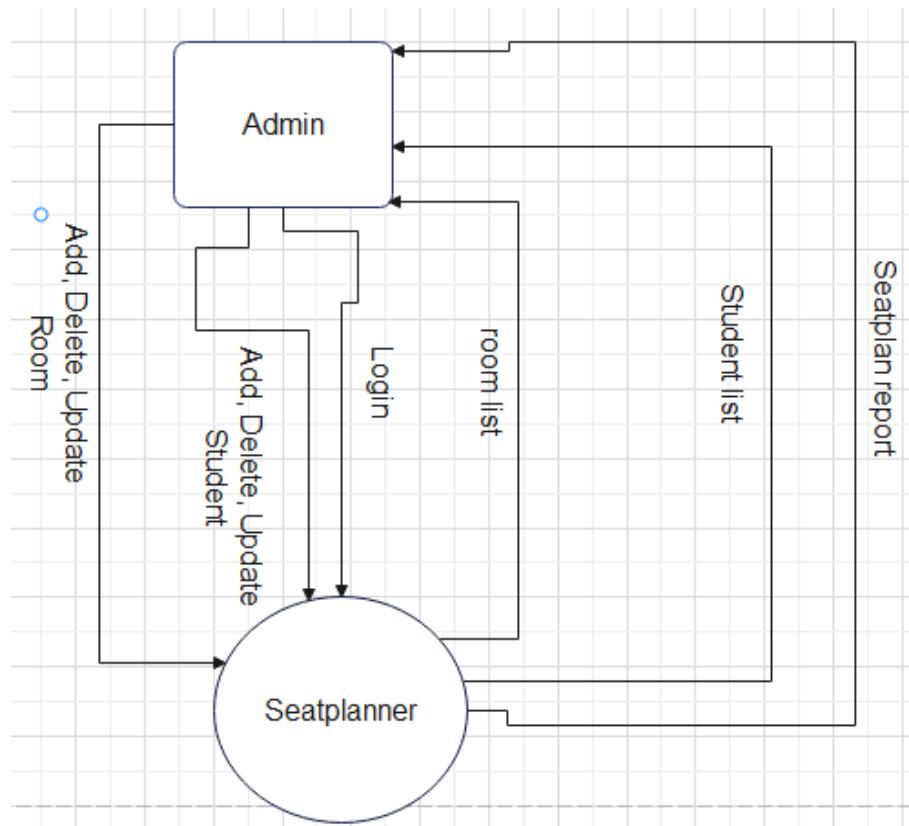 Admin
Add, Delete, Update
Room
Add, Delete, Update
Student
Login
room list
Student list
Seatplan report
Seatplanner